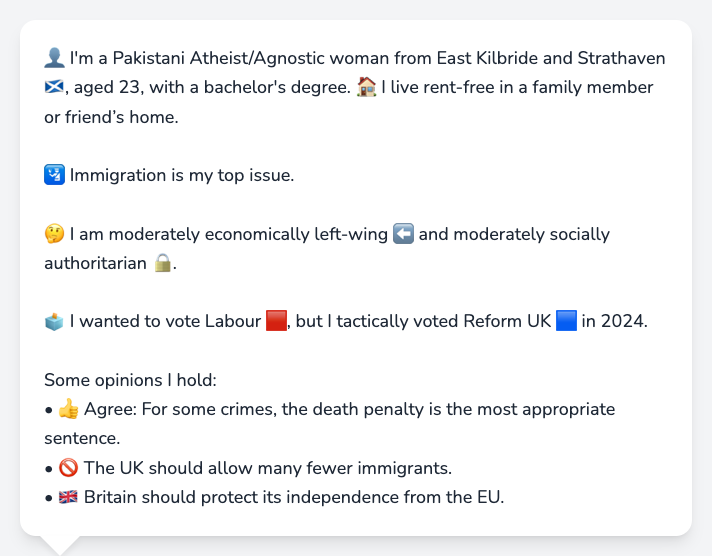 👤 I'm a Pakistani Atheist/Agnostic woman from East Kilbride and Strathaven
🏴󠁧󠁢󠁳󠁣󠁴󠁿, aged 23, with a bachelor's degree. 🏠 I live rent-free in a family member
or friend’s home.
🛂 Immigration is my top issue.
🤔 I am moderately economically left-wing ⬅️ and moderately socially
authoritarian 🔒.
🗳️ I wanted to vote Labour 🟥, but I tactically voted Reform UK 🟦 in 2024.
Some opinions I hold:
• 👍 Agree: For some crimes, the death penalty is the most appropriate
sentence.
• 🚫 The UK should allow many fewer immigrants.
• 🇬🇧 Britain should protect its independence from the EU.